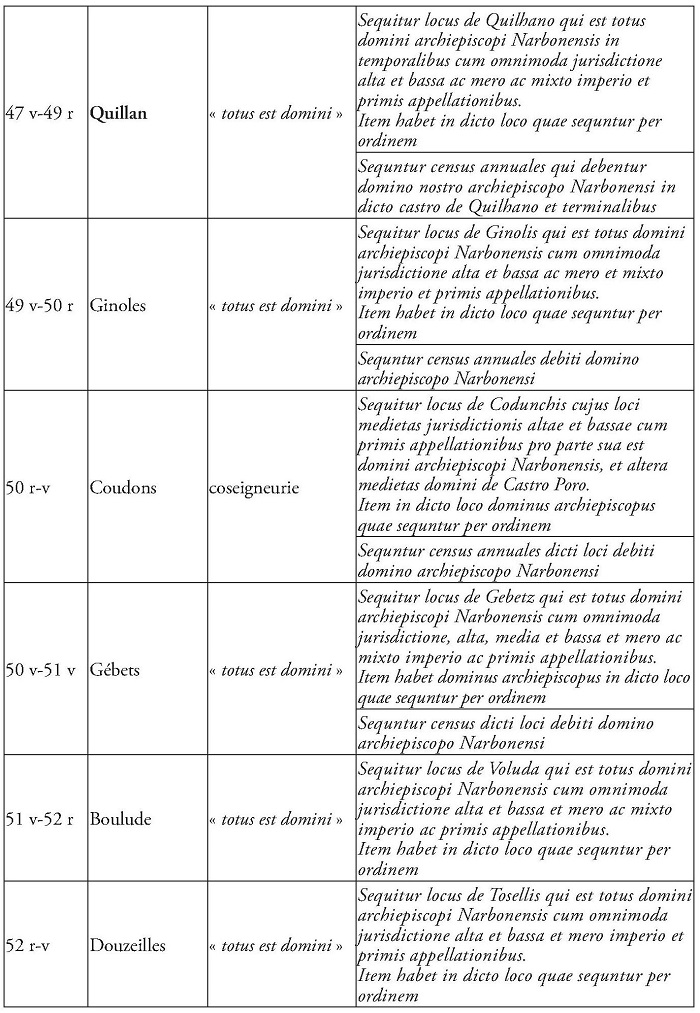 47 v-49 r
Quillan
« totus est domini »
Sequitur locus de Quilhano qui est totus
domini archiepiscopi Narbonensis in
temporalibus cum omnimoda jurisdictione
alta et bassa ac mero ac mixto imperio et
primis appellationibus.
Item habet in dicto loco quae sequntur per
ordinem
Sequntur census annuales qui debentur
domino nostro archiepiscopo Narbonensi in
dicto castro de Quilhano et terminalibus
49 v-50 r
Ginoles
« totus est domini »
Sequitur locus de Ginolis qui est totus domini
archiepiscopi Narbonensis cum omnimoda
jurisdictione alta et bassa ac mero et mixto
imperio et primis appellationibus.
Item habet in dicto loco quae sequntur per
ordinem
Sequntur census annuales debiti domino
archiepiscopo Narbonensi
50 r-v
Coudons
coseigneurie
Sequitur locus de Codunchis cujus loci
medietas jurisdictionis altae et bassae cum
primis appellationibus pro parte sua est
domini archiepiscopi Narbonensis, et altera
medietas domini de Castro Poro.
Item in dicto loco dominus archiepiscopus
quae sequntur per ordinem
Sequntur census annuales dicti loci debiti
domino archiepiscopo Narbonensi
50 v-51 v
Gébets
« totus est domini »
Sequitur locus de Gebetz qui est totus domini
archiepiscopi Narbonensis cum omnimoda
jurisdictione, alta, media et bassa et mero ac
mixto imperio ac primis appellationibus.
Item habet dominus archiepiscopus in dicto loco
quae sequntur per ordinem
Sequntur census dicti loci debiti domino
archiepiscopo Narbonensi
51 v-52 r
Boulude
« totus est domini »
Sequitur locus de Voluda qui est totus domini
archiepiscopi Narbonensis cum omnimoda
jurisdictione alta et bassa et mero ac mixto
imperio ac primis appellationibus.
Item habet in dicto loco quae sequntur per
ordinem
52 r-v
Douzeilles
« totus est domini »
Sequitur locus de Tosellis qui est totus domini
archiepiscopi Narbonensis cum omnimoda
jurisdictione alta et bassa et mero imperio et
primis appellationibus.
Item habet in dicto loco quae sequntur per
ordinem